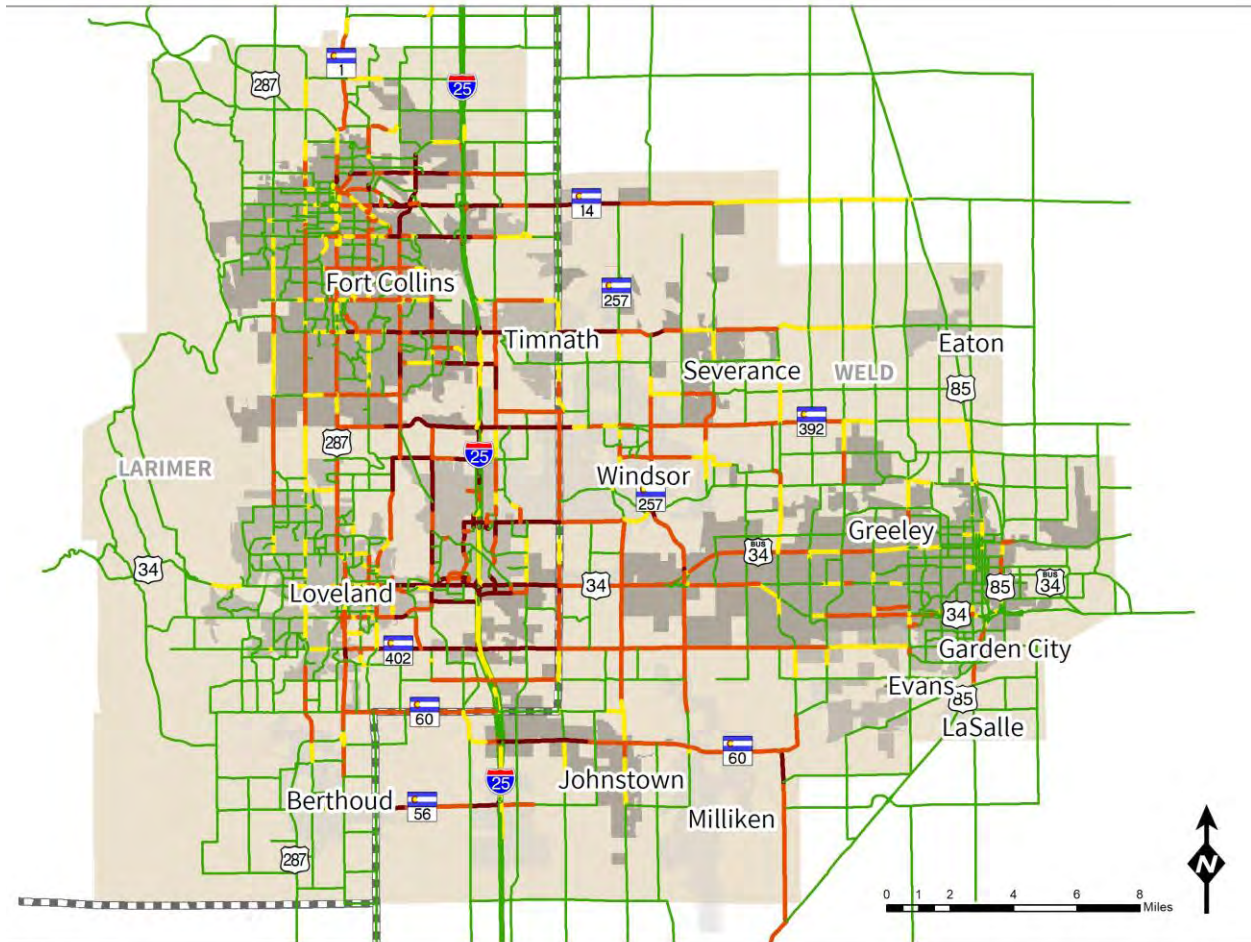 1
287
25
14
257
Fort Collins
Timnath
Severance
Eaton
WELD
85
392
287
25
LARIMER
Windsor
257
Greeley
BUS
34
34
Loveland
34
85
BUS
34
34
402
Garden City
Evans
85
LaSalle
60
60
25
Johnstown
Berthoud
56
Milliken
287
N
0 1 2 4 6 8
Miles